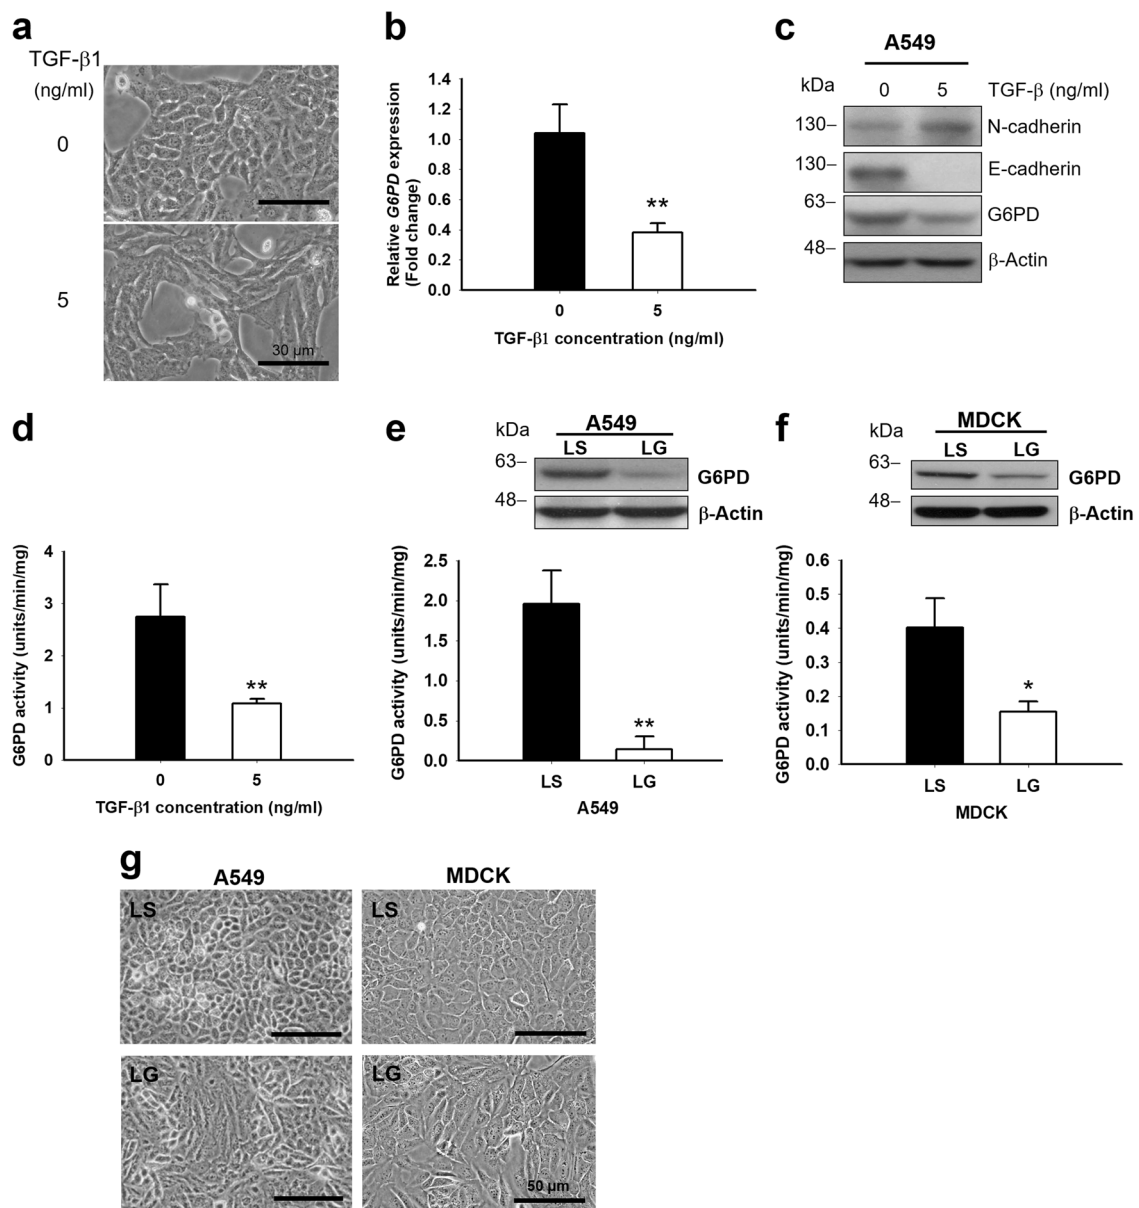 a
TGF-β1
(ng/ml)
0
5
30 µm
b
Relative G6PD expression
(Fold change)
1.4
1.2
1.0
0.8
0.6
0.4
0.2
0.0
**
0 5
TGF-β1 concentration (ng/ml)
c
A549
kDa 0 5 TGF-β (ng/ml)
130– N-cadherin
130– E-cadherin
63– G6PD
48– β-Actin
d
G6PD activity (units/min/mg)
4
3
2
1
0
**
0 5
TGF-β1 concentration (ng/ml)
e
A549
kDa LS LG
63– G6PD
48– β-Actin
G6PD activity (units/min/mg)
2.5
2.0
1.5
1.0
0.5
0.0
**
LS LG
A549
f
MDCK
kDa LS LG
63– G6PD
48– β-Actin
G6PD activity (units/min/mg)
0.6
0.5
0.4
0.3
0.2
0.1
0.0
*
LS LG
MDCK
g
A549 MDCK
LS LS
LG LG
50 µm